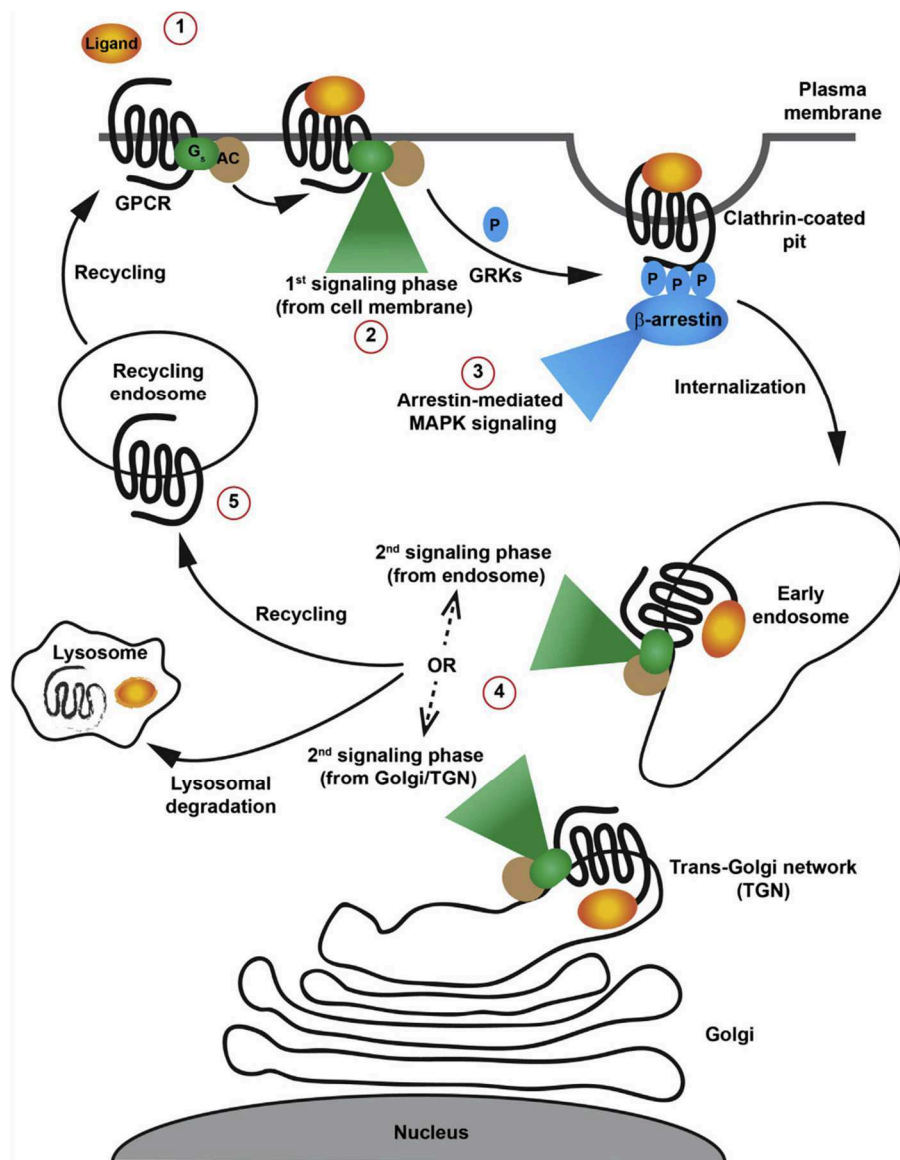 1
Ligand
Plasma
membrane
Gs
AC
GPCR
P
GRKs
Clathrin-coated
pit
Recycling
1st signaling phase
(from cell membrane)
2
P
P
P
β-arrestin
3
Arrestin-mediated
MAPK signaling
Internalization
Recycling
endosome
5
2nd signaling phase
(from endosome)
Early
endosome
Recycling
OR
4
Lysosome
2nd signaling phase
(from Golgi/TGN)
Lysosomal
degradation
Trans-Golgi network
(TGN)
Golgi
Nucleus